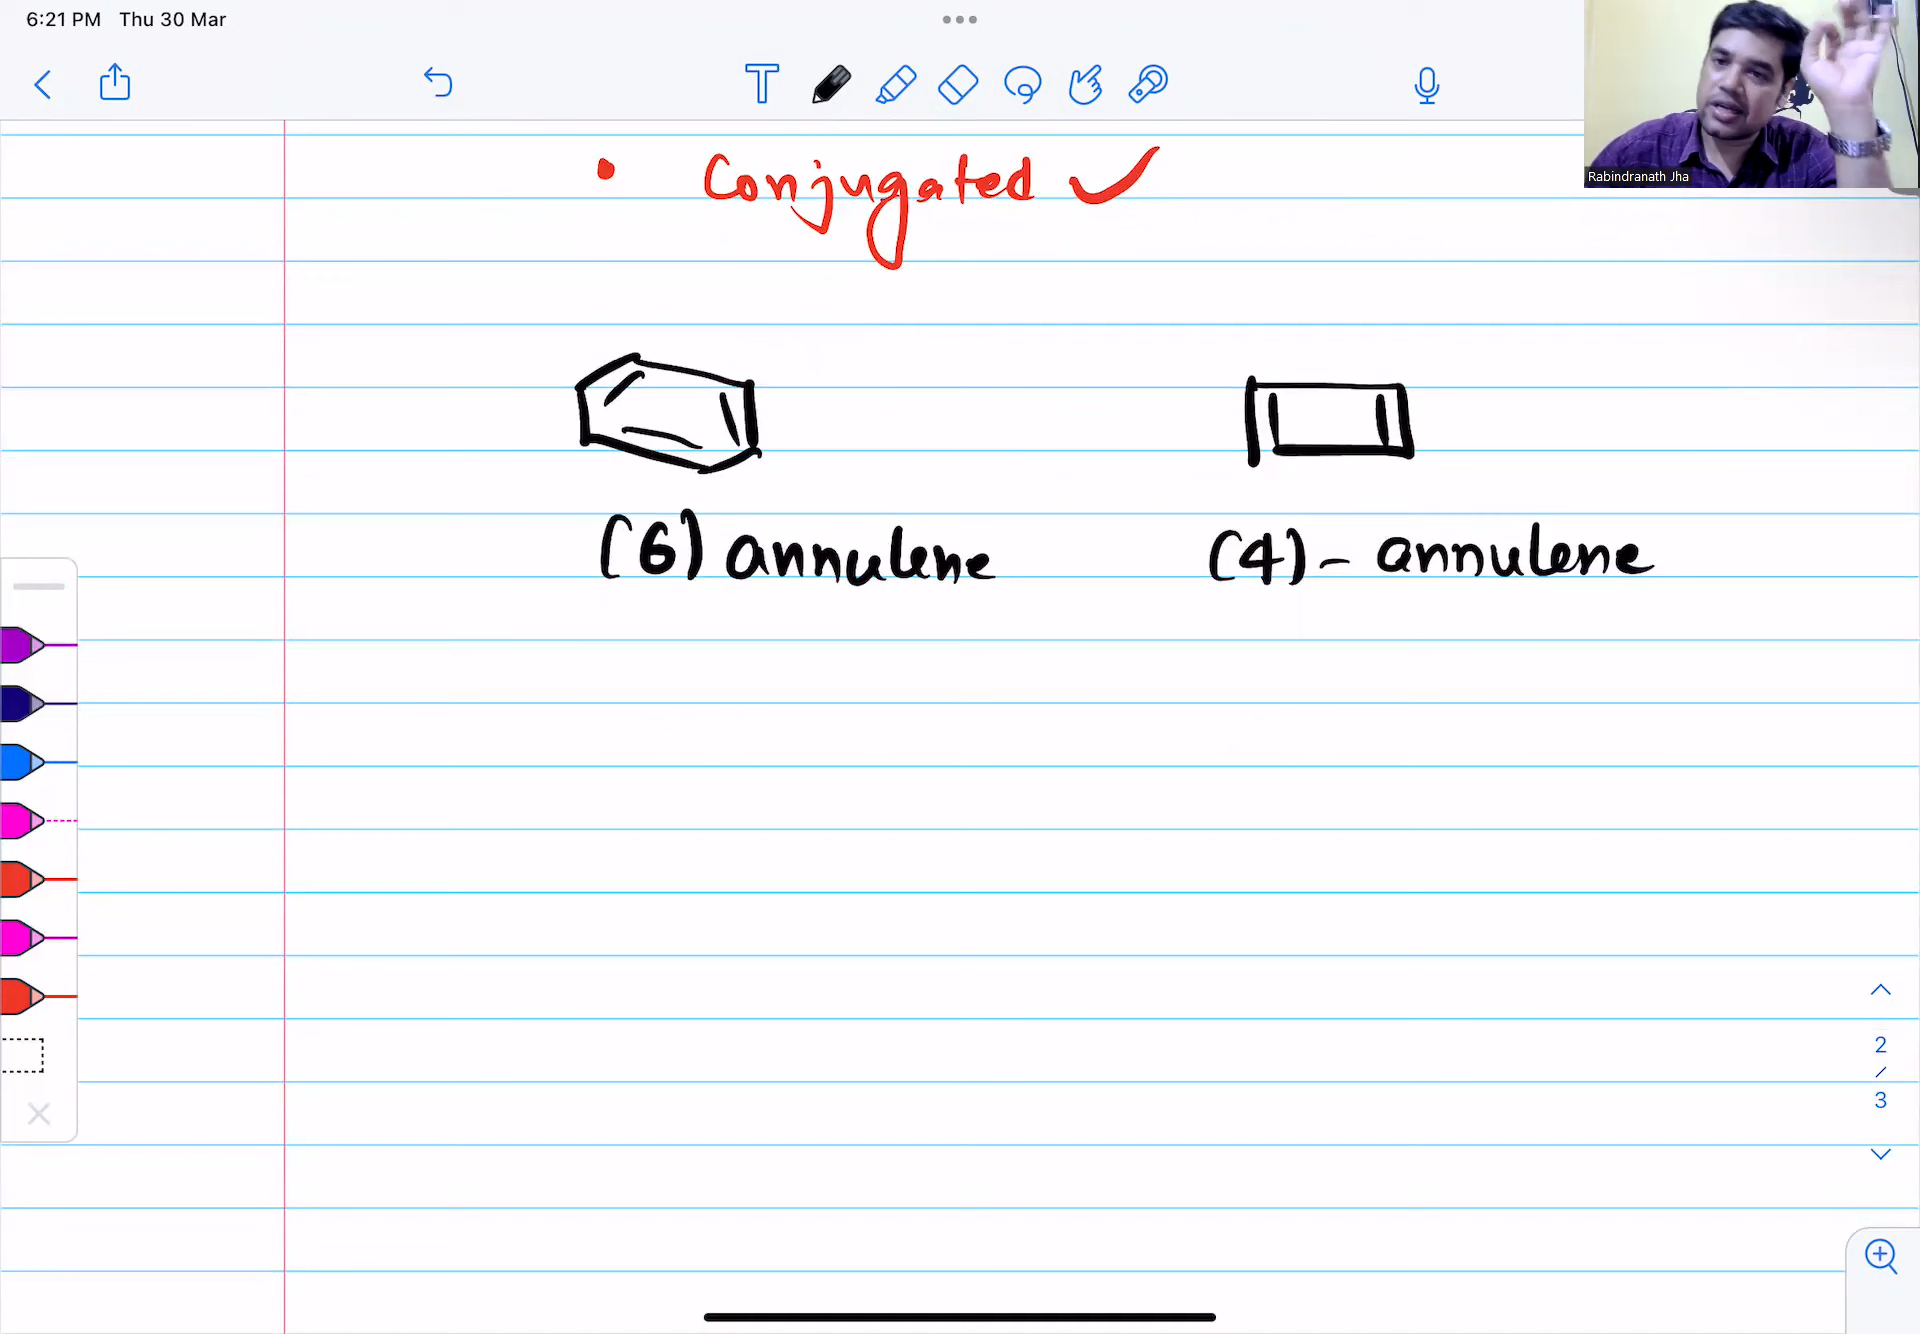 6:21 PM Thu 30 Mar
T
Rabindranath Jha
• Conjugated ✓
(6) annulene (4) - annulene
2
/
3